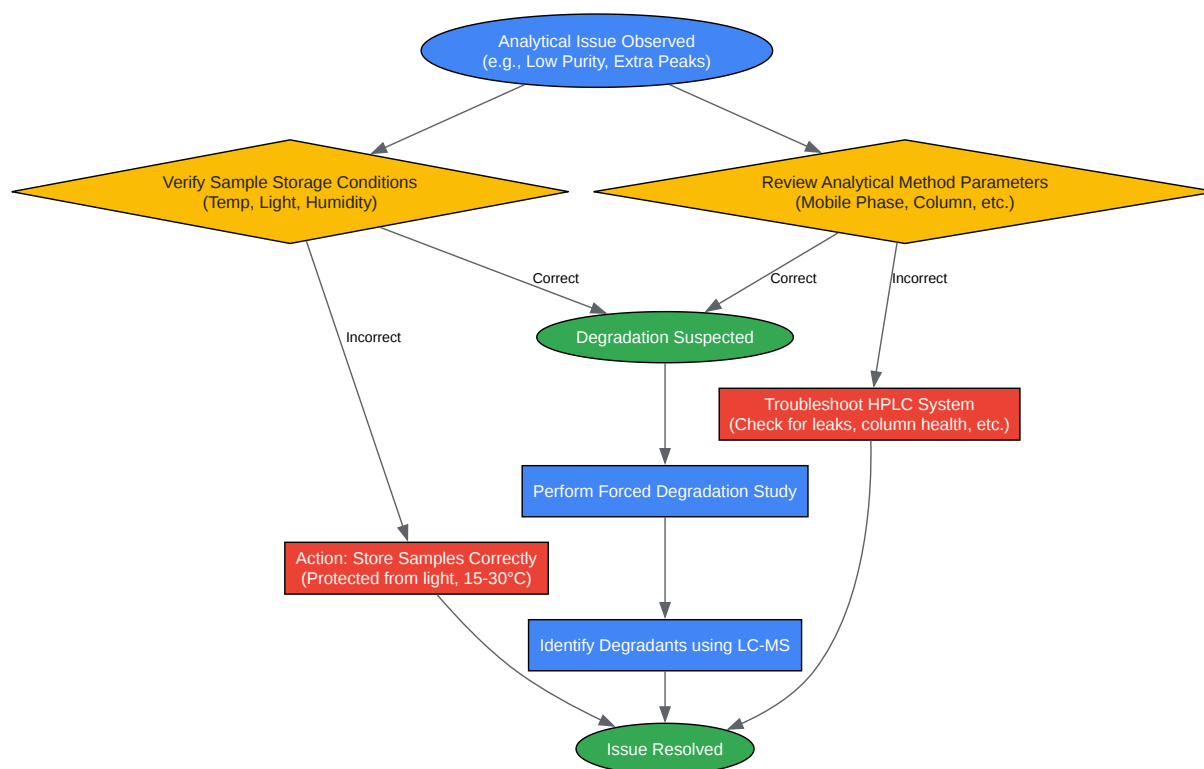 Analytical Issue Observed
(e.g., Low Purity, Extra Peaks)
Verify Sample Storage Conditions
(Temp, Light, Humidity)
Review Analytical Method Parameters
(Mobile Phase, Column, etc.)
Correct
Correct
Incorrect
Incorrect
Degradation Suspected
Troubleshoot HPLC System
(Check for leaks, column health, etc.)
Perform Forced Degradation Study
Action: Store Samples Correctly
(Protected from light, 15-30°C)
Identify Degradants using LC-MS
Issue Resolved